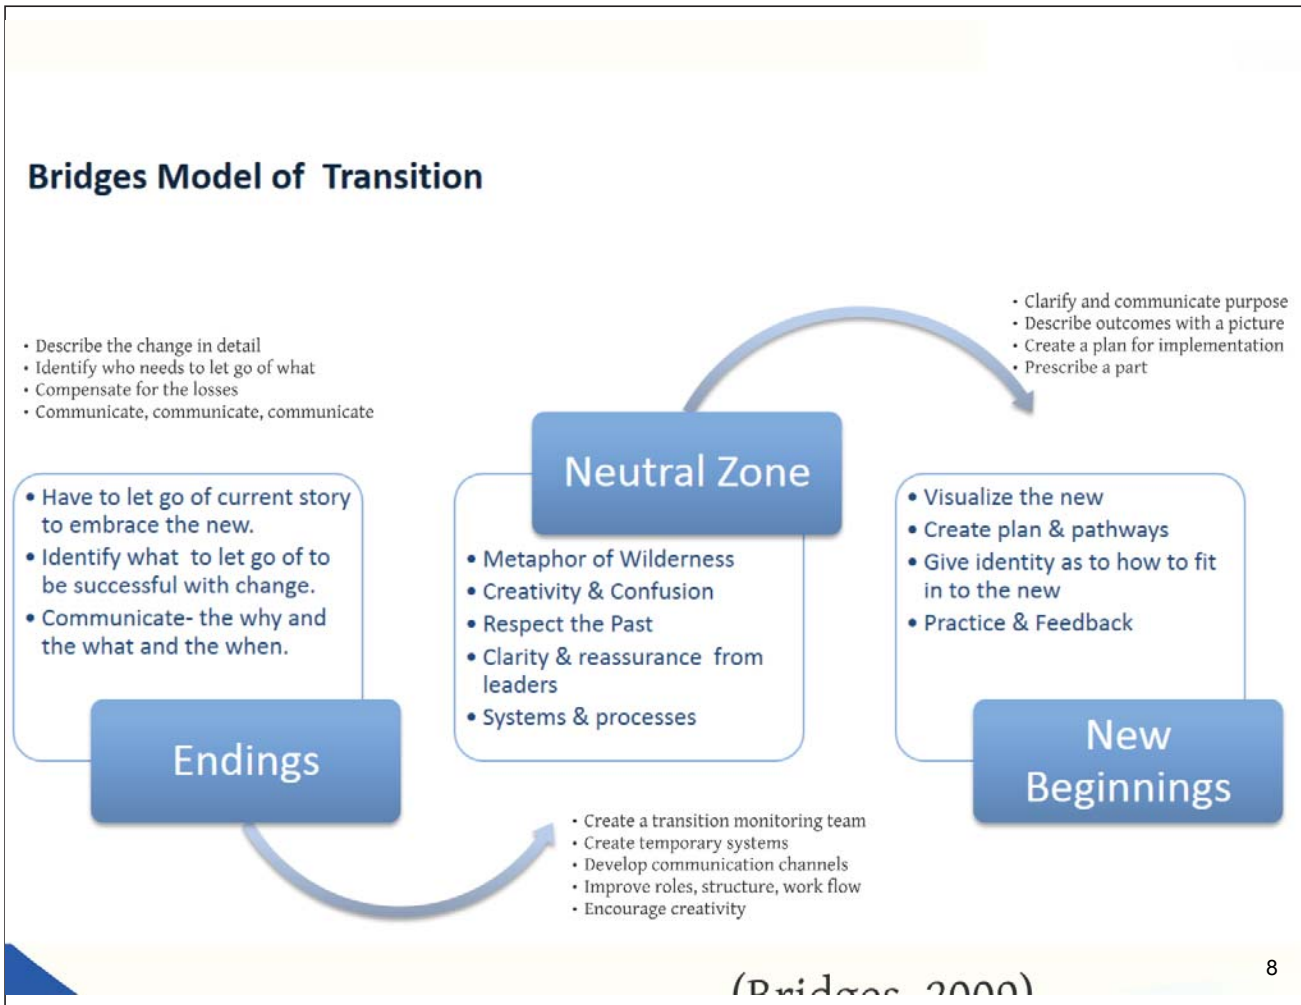 Bridges Model of  Transition
• Describe the change in detail
• Identify who needs to let go of what
• Compensate for the losses
• Communicate, communicate, communicate
• Have to let go of current story
to embrace the new.
• Identify what  to let go of to
be successful with change.
• Communicate- the why and
the what and the when.
Endings
Neutral Zone
• Metaphor of Wilderness
• Creativity & Confusion
• Respect the Past
• Clarity & reassurance  from
leaders
• Systems & processes
• Create a transition monitoring team
• Create temporary systems
• Develop communication channels
• Improve roles, structure, work flow
• Encourage creativity
• Clarify and communicate purpose
• Describe outcomes with a picture
• Create a plan for implementation
• Prescribe a part
• Visualize the new
• Create plan & pathways
• Give identity as to how to fit
in to the new
• Practice & Feedback
New
Beginnings
(Bridges, 2009)
8